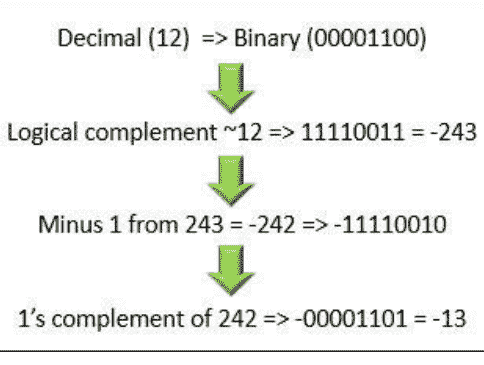 Decimal (12) => Binary (00001100)
Logical complement ~12 => 11110011 = -243
Minus 1 from 243 = -242 => -11110010
1’s complement of 242 => -00001101 = -13